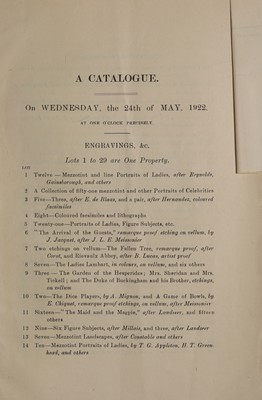 A CATALOGUE.
On WEDNESDAY, the 24th of MAY, 1922.
AT ONE O'CLOCK PRECISELY.
ENGRAVINGS, &c.
Lots 1 to 29 are One Property.
LOT
1 Twelve—Mezzotint and line Portraits of Ladies, after Reynolds,
Gainsborough, and others
2 A Collection of fifty-one mezzotint and other Portraits of Celebrities
3 Five—Three, after E. de Blaas, and a pair, after Hernandez, coloured
facsimiles
4 Eight—Coloured facsimiles and lithographs
5 Twenty-one—Portraits of Ladies, Figure Subjects, etc.
6 "The Arrival of the Guests," remarque proof etching on vellum, by
J. Jacquet, after J. L. E. Meissonier
7 Two etchings on vellum—The Fallen Tree, remarque proof, after
Corot, and Rievaulx Abbey, after B. Lance, artist proof
8 Seven—The Ladies Lambart, in colours, on vellum, and six others
9 Three—The Garden of the Hesperides; Mrs. Sheridan and Mrs.
Tickell; and The Duke of Buckingham and his Brother, etchings,
on vellum
10 Two—The Dice Players, by A. Mignon, and A Game of Bowls, by
E. Chiquet, remarque proof etchings, on vellum, after Meissonier
11 Sixteen—"The Maid and the Magpie," after Landseer, and fifteen
others
12 Nine—Six Figure Subjects, after Millais, and three, after Landseer
13 Seven—Mezzotint Landscapes, after Constable and others
14 Ten—Mezzotint Portraits of Ladies, by T. G. Appleton, H. T. Green-
head, and others